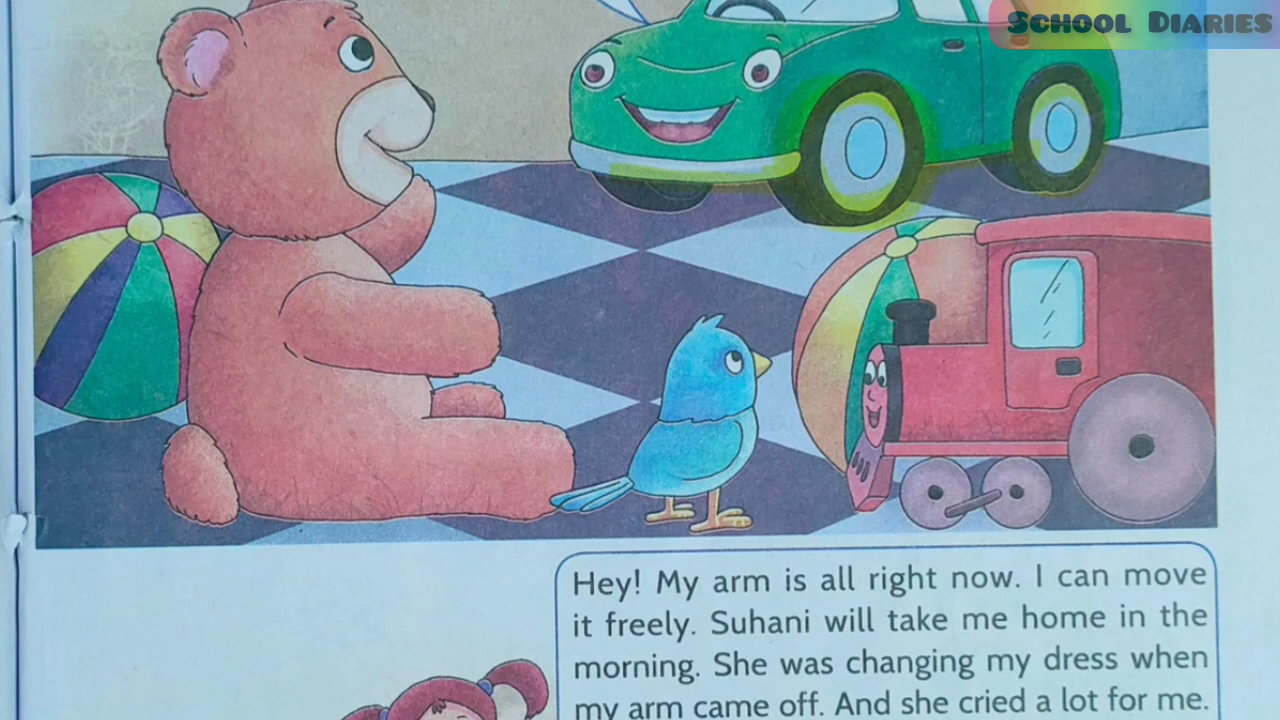 School Diaries
Hey! My arm is all right now. I can move
it freely. Suhani will take me home in the
morning. She was changing my dress when
my arm came off. And she cried a lot for me.